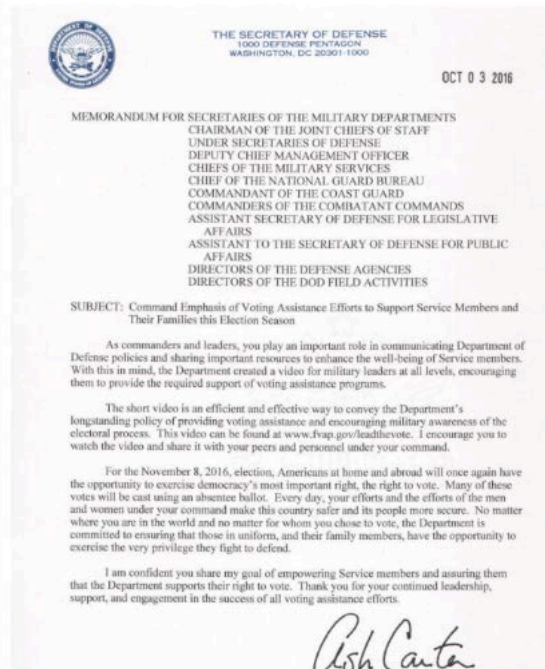 THE SECRETARY OF DEFENSE
1000 DEFENSE PENTAGON
WASHINGTON, DC 20301-1000
OCT 0 3 2016
MEMORANDUM FOR SECRETARIES OF THE MILITARY DEPARTMENTS
CHAIRMAN OF THE JOINT CHIEFS OF STAFF
UNDER SECRETARIES OF DEFENSE
DEPUTY CHIEF MANAGEMENT OFFICER
CHIEFS OF THE MILITARY SERVICES
CHIEF OF THE NATIONAL GUARD BUREAU
COMMANDANT OF THE COAST GUARD
COMMANDERS OF THE COMBATANT COMMANDS
ASSISTANT SECRETARY OF DEFENSE FOR LEGISLATIVE
AFFAIRS
ASSISTANT TO THE SECRETARY OF DEFENSE FOR PUBLIC
AFFAIRS
DIRECTORS OF THE DEFENSE AGENCIES
DIRECTORS OF THE DOD FIELD ACTIVITIES
SUBJECT: Command Emphasis of Voting Assistance Efforts to Support Service Members and
Their Families this Election Season
As commanders and leaders, you play an important role in communicating Department of
Defense policies and sharing important resources to enhance the well-being of Service members.
With this in mind, the Department created a video for military leaders at all levels, encouraging
them to provide the required support of voting assistance programs.
The short video is an efficient and effective way to convey the Department's
longstanding policy of providing voting assistance and encouraging military awareness of the
electoral process. This video can be found at www.fvap.gov/leadthevote. I encourage you to
watch the video and share it with your peers and personnel under your command.
For the November 8, 2016, election, Americans at home and abroad will once again have
the opportunity to exercise democracy's most important right, the right to vote. Many of these
votes will be cast using an absentee ballot. Every day, your efforts and the efforts of the men
and women under your command make this country safer and its people more secure. No matter
where you are in the world and no matter for whom you chose to vote, the Department is
committed to ensuring that those in uniform, and their family members, have the opportunity to
exercise the very privilege they fight to defend.
I am confident you share my goal of empowering Service members and assuring them
that the Department supports their right to vote. Thank you for your continued leadership,
support, and engagement in the success of all voting assistance efforts.
Ash Carter